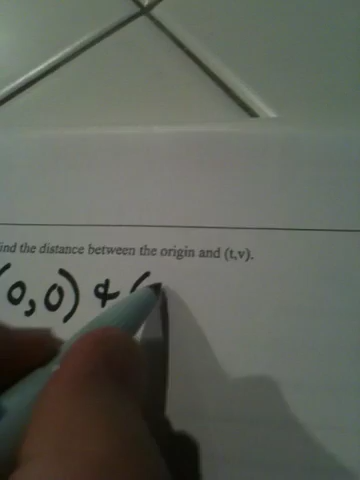 ind the distance between the origin and (t,v).
(0,0) & (